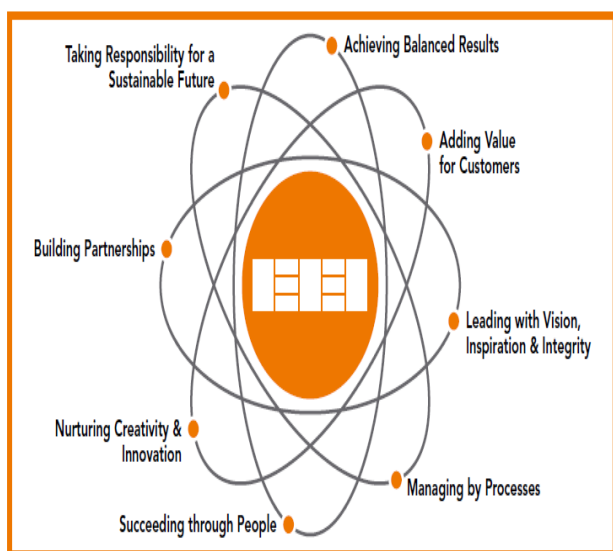 Achieving Balanced Results
Adding Value
for Customers
Leading with Vision,
Inspiration & Integrity
Managing by Processes
Succeeding through People
Nurturing Creativity &
Innovation
Building Partnerships
Taking Responsibility for a
Sustainable Future